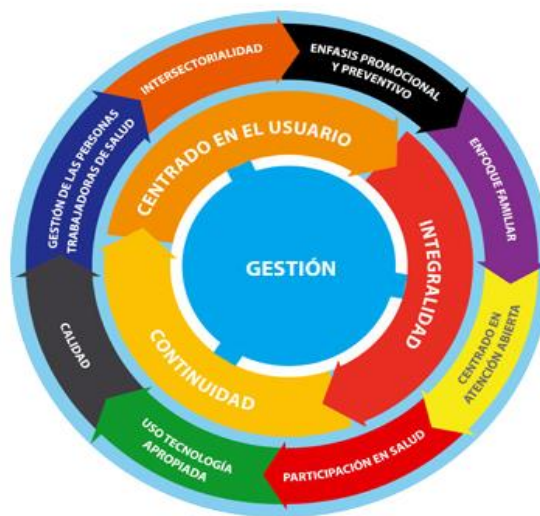 INTERSECTORIALIDAD
ENFASIS PROMOCIONAL
Y PREVENTIVO
ENFOQUE FAMILIAR
CENTRADO EN
ATENCIÓN ABIERTA
PARTICIPACIÓN EN SALUD
USO TECNOLOGÍA
APROPIADA
CALIDAD
GESTIÓN DE LAS PERSONAS
TRABAJADORAS DE SALUD
CENTRADO EN EL USUARIO
INTEGRALIDAD
CONTINUIDAD
GESTIÓN